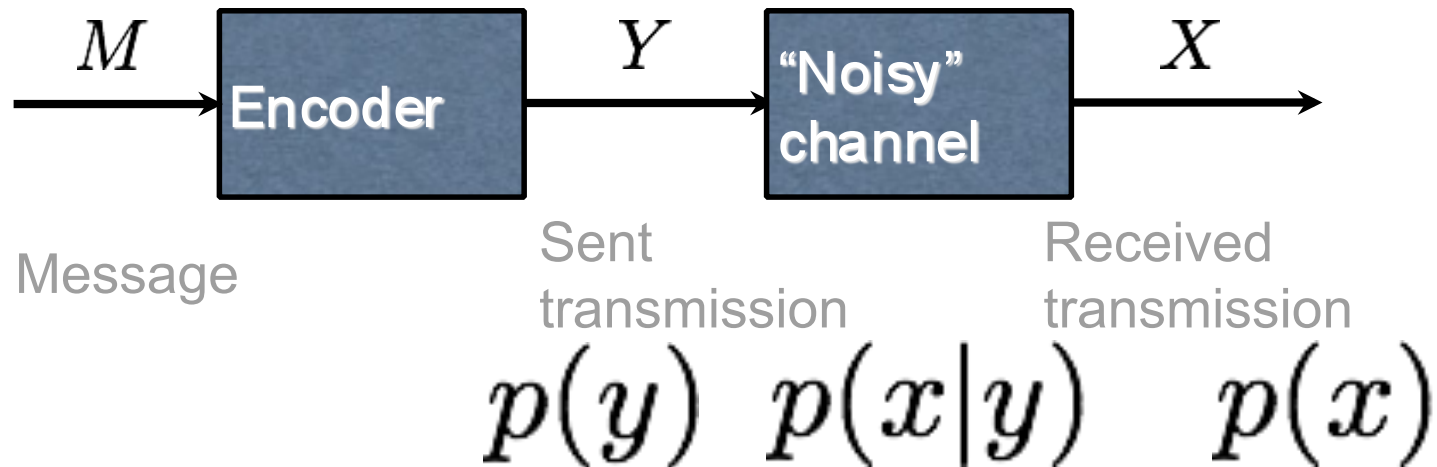 M
Y
X
Encoder
“Noisy”
channel
Message
Sent
transmission
Received
transmission
p(y)
p(x|y)
p(x)